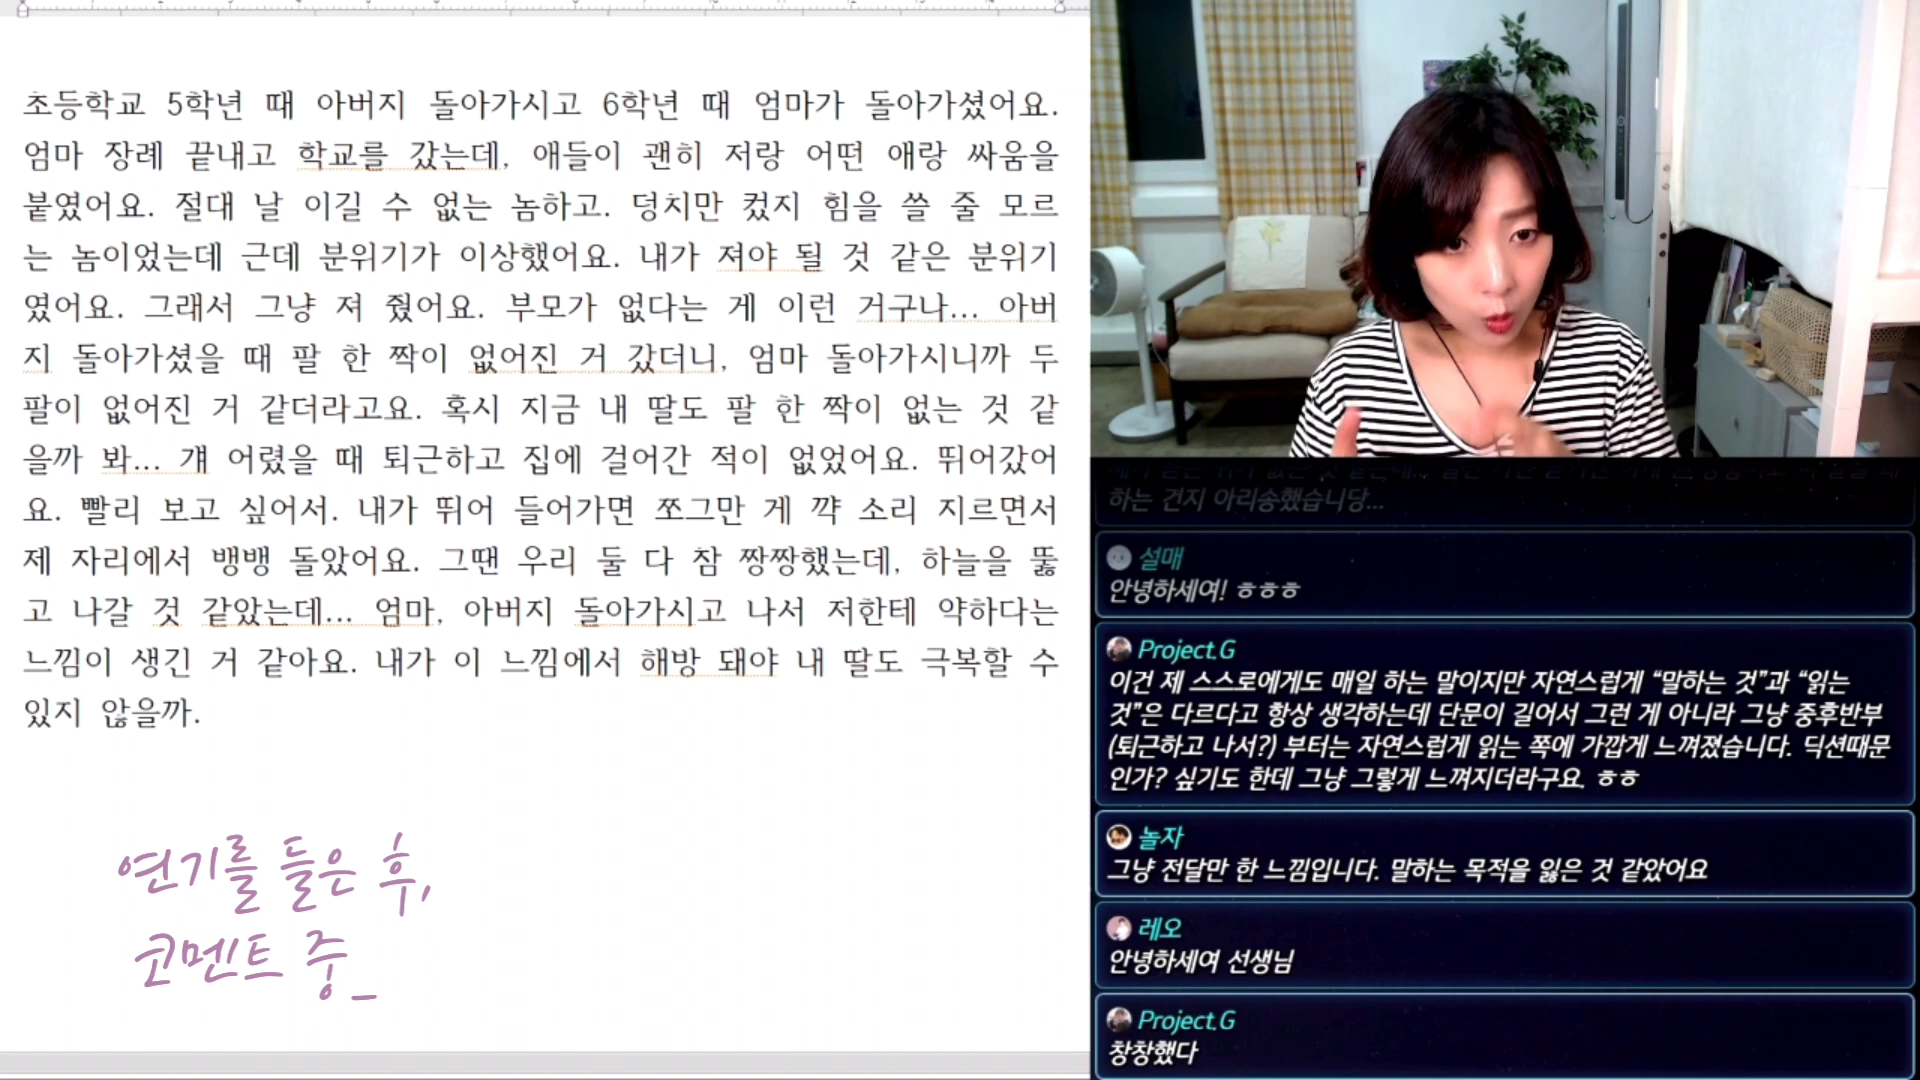 초등학교 5학년 때 아버지 돌아가시고 6학년 때 엄마가 돌아가셨어요.
엄마 장례 끝내고 학교를 갔는데, 애들이 괜히 저랑 어떤 애랑 싸움을
붙였어요. 절대 날 이길 수 없는 놈하고. 덩치만 컸지 힘을 쓸 줄 모르
는 놈이었는데 근데 분위기가 이상했어요. 내가 져야 될 것 같은 분위기
였어요. 그래서 그냥 져 줬어요. 부모가 없다는 게 이런 거구나... 아버
지 돌아가셨을 때 팔 한 짝이 없어진 거 갔더니, 엄마 돌아가시니까 두
팔이 없어진 거 같더라고요. 혹시 지금 내 딸도 팔 한 짝이 없는 것 같
을까 봐... 걔 어렸을 때 퇴근하고 집에 걸어간 적이 없었어요. 뛰어갔어
요. 빨리 보고 싶어서. 내가 뛰어 들어가면 쪼그만 게 꺅 소리 지르면서
제 자리에서 뱅뱅 돌았어요. 그땐 우리 둘 다 참 짱짱했는데, 하늘을 뚫
고 나갈 것 같았는데... 엄마, 아버지 돌아가시고 나서 저한테 약하다는
느낌이 생긴 거 같아요. 내가 이 느낌에서 해방 돼야 내 딸도 극복할 수
있지 않을까.
연기를 들은 후,
코멘트 중_
하는 건지 아리송했습니당...
설매
안녕하세여! ㅎㅎㅎ
Project.G
이건 제 스스로에게도 매일 하는 말이지만 자연스럽게 “말하는 것”과 “읽는
것”은 다르다고 항상 생각하는데 단문이 길어서 그런 게 아니라 그냥 중후반부
(퇴근하고 나서?) 부터는 자연스럽게 읽는 쪽에 가깝게 느껴졌습니다. 딕션때문
인가? 싶기도 한데 그냥 그렇게 느껴지더라구요. ㅎㅎ
놀자
그냥 전달만 한 느낌입니다. 말하는 목적을 잃은 것 같았어요
레오
안녕하세여 선생님
Project.G
창창했다